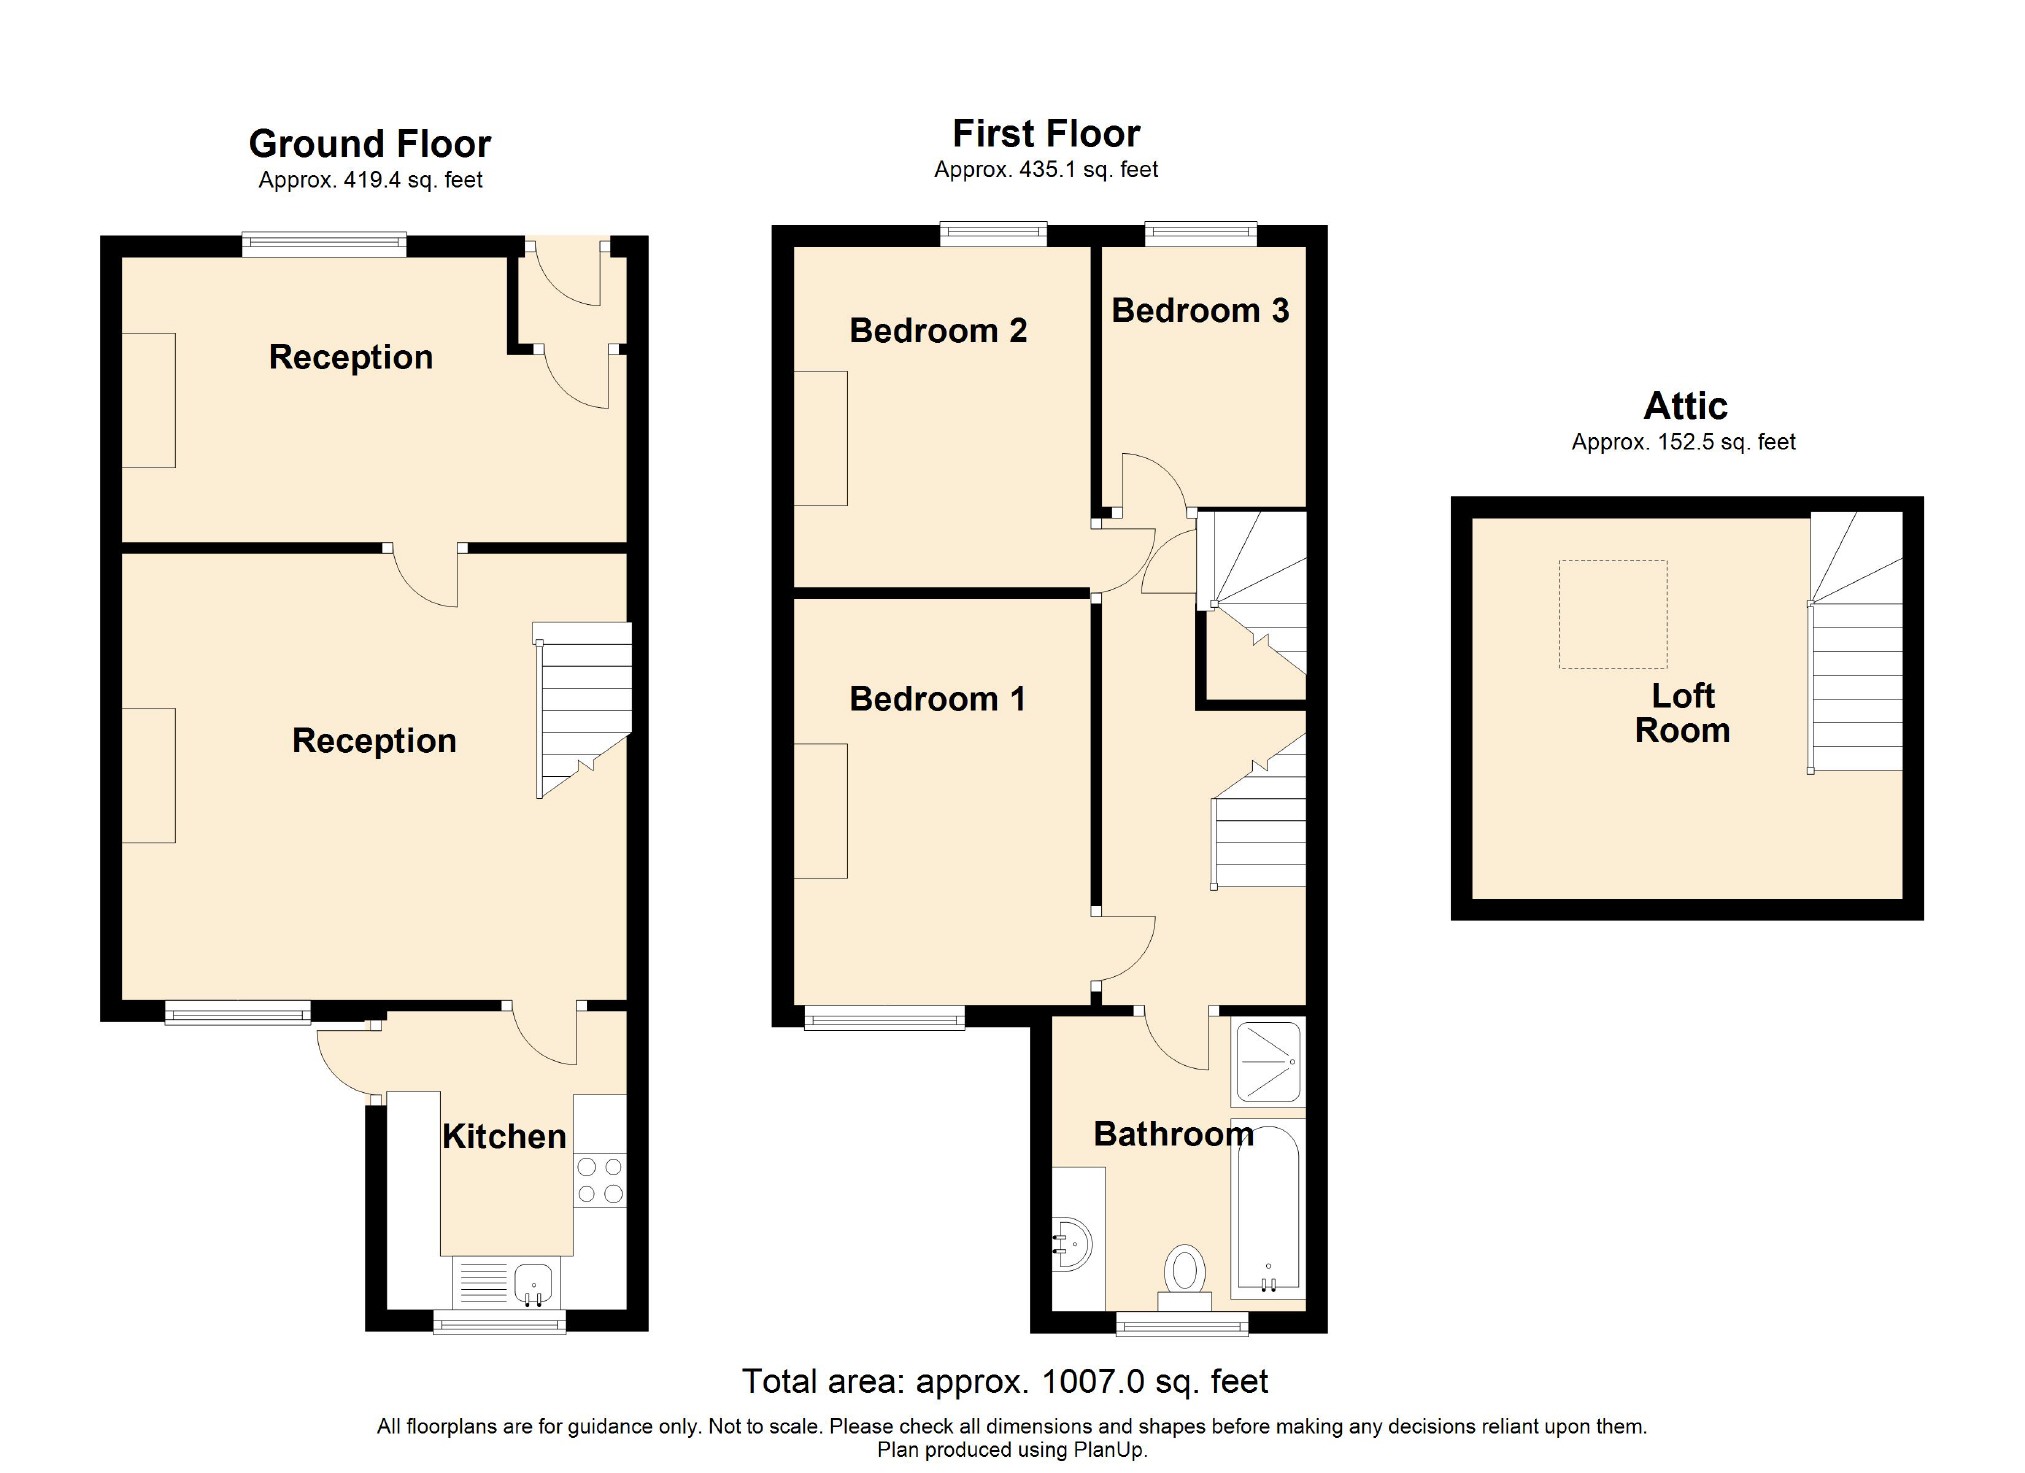 Ground Floor
Approx. 419.4 sq. feet
Reception
Reception
Kitchen
First Floor
Approx. 435.1 sq. feet
Bedroom 2
Bedroom 3
Bedroom 1
Bathroom
Attic
Approx. 152.5 sq. feet
Loft
Room
Total area: approx. 1007.0 sq. feet
All floorplans are for guidance only. Not to scale. Please check all dimensions and shapes before making any decisions reliant upon them.
Plan produced using PlanUp.